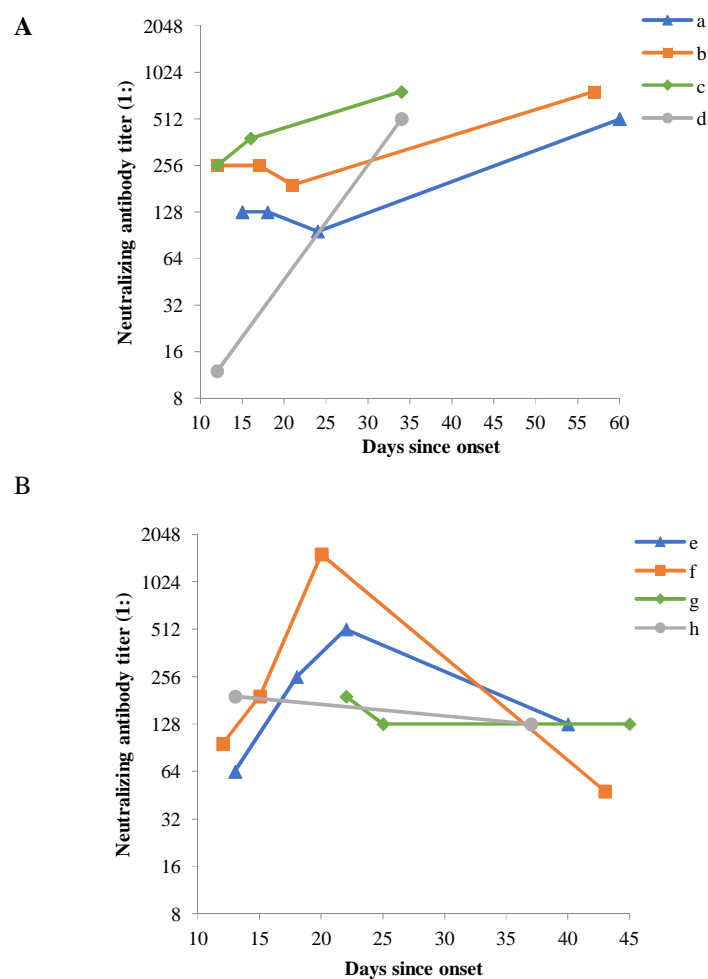 A
2048
1024
512
256
128
64
32
16
8
Neutralizing antibody titer (1:)
10 15 20 25 30 35 40 45 50 55 60
Days since onset
a
b
c
d
B
2048
1024
512
256
128
64
32
16
8
Neutralizing antibody titer (1:)
10 15 20 25 30 35 40 45
Days since onset
e
f
g
h